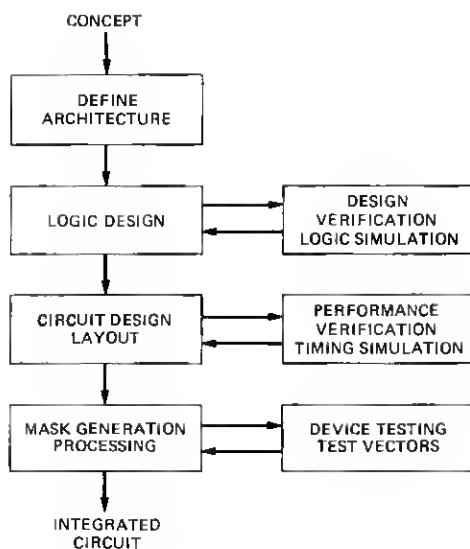 CONCEPT
DEFINE
ARCHITECTURE
LOGIC DESIGN
DESIGN
VERIFICATION
LOGIC SIMULATION
CIRCUIT DESIGN
LAYOUT
PERFORMANCE
VERIFICATION
TIMING SIMULATION
MASK GENERATION
PROCESSING
DEVICE TESTING
TEST VECTORS
INTEGRATED
CIRCUIT